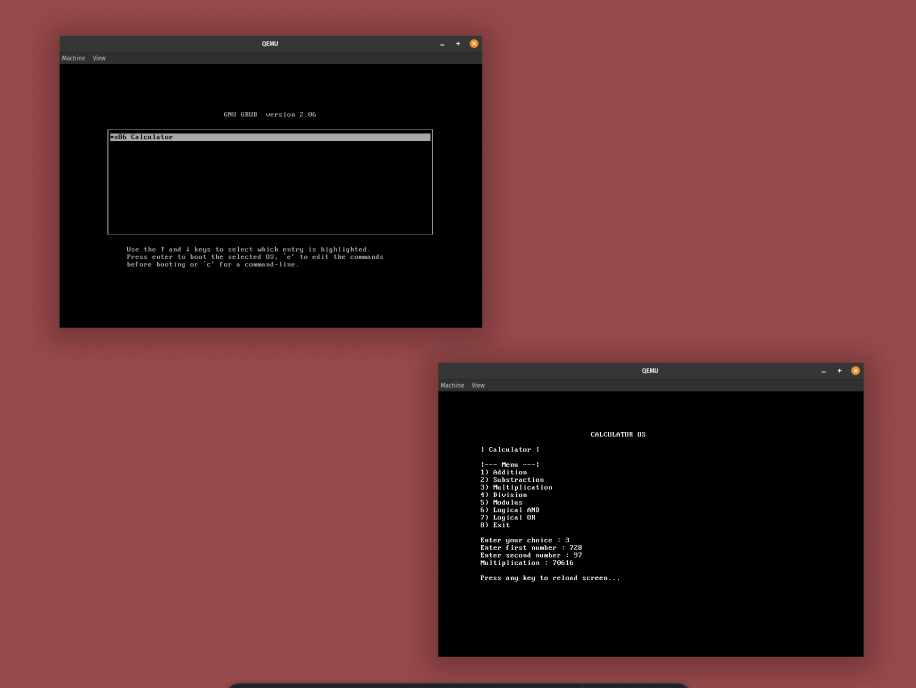 QEMU
Machine View
GNU GRUB version 2.06
*x86 Calculator
Use the ↑ and ↓ keys to select which entry is highlighted.
Press enter to boot the selected OS, `e' to edit the commands
before booting or `c' for a command-line.
QEMU
Machine View
CALCULATOR OS
! Calculator !
!--- Menu ---!
1) Addition
2) Substraction
3) Multiplication
4) Division
5) Modulus
6) Logical AND
7) Logical OR
8) Exit
Enter your choice : 3
Enter first number : 728
Enter second number : 97
Multiplication : 70616
Press any key to reload screen...